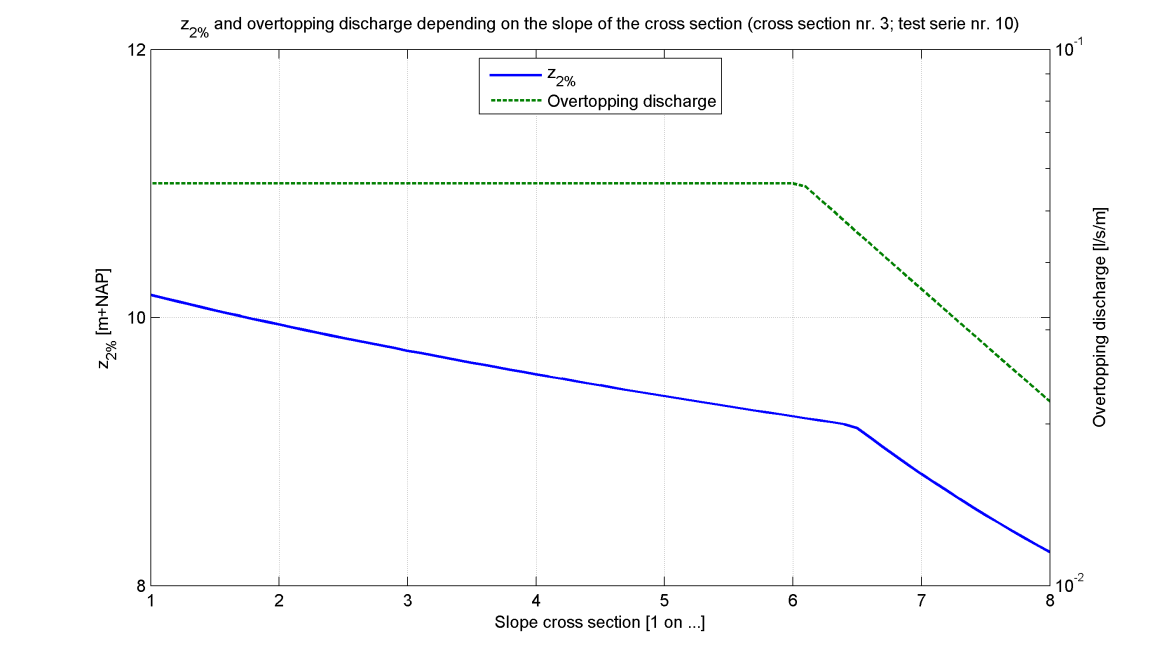 z2% and overtopping discharge depending on the slope of the cross section (cross section nr. 3; test serie nr. 10)
12
10
8
z2% [m+NAP]
z2%
Overtopping discharge
10-1
10-2
Overtopping discharge [l/s/m]
1 2 3 4 5 6 7 8
Slope cross section [1 on ...]